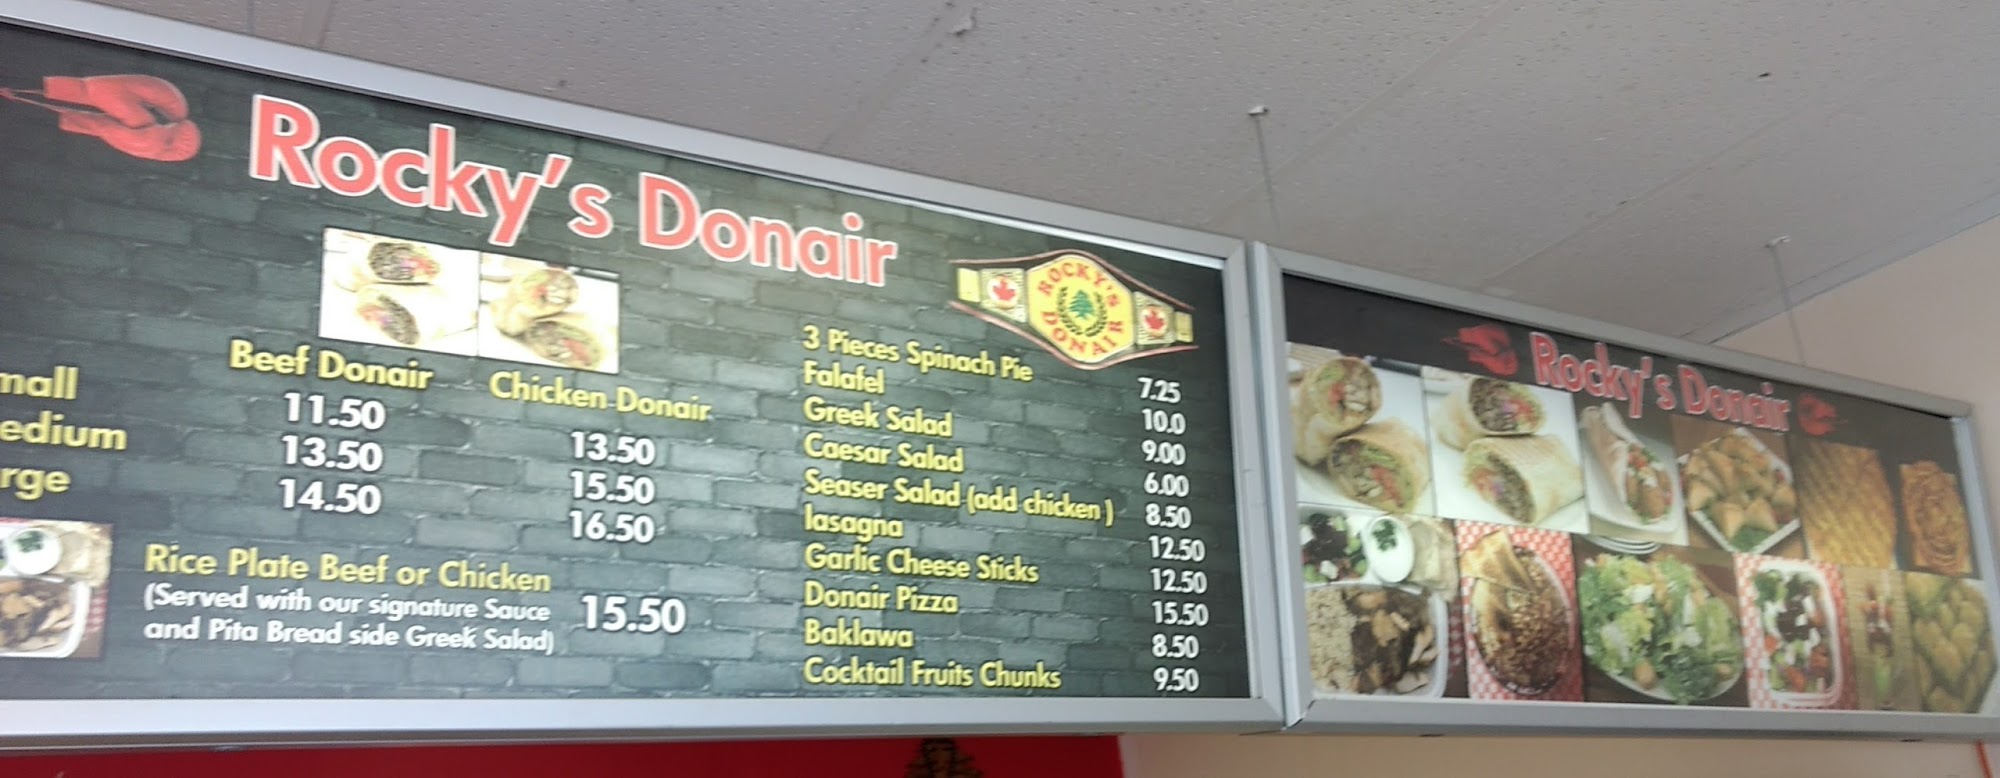 Rocky's Donair
Beef Donair
Chicken Donair
mall 11.50 13.50
edium 13.50 15.50
rge 14.50 16.50
Rice Plate Beef or Chicken
(Served with our signature Sauce
and Pita Bread side Greek Salad)
15.50
ROCKY'S
DONAIR
3 Pieces Spinach Pie 7.25
Falafel 10.0
Greek Salad 9.00
Caesar Salad 6.00
Seaser Salad (add chicken ) 8.50
lasagna 12.50
Garlic Cheese Sticks 12.50
Donair Pizza 15.50
Baklawa 8.50
Cocktail Fruits Chunks 9.50
Rocky's Donair